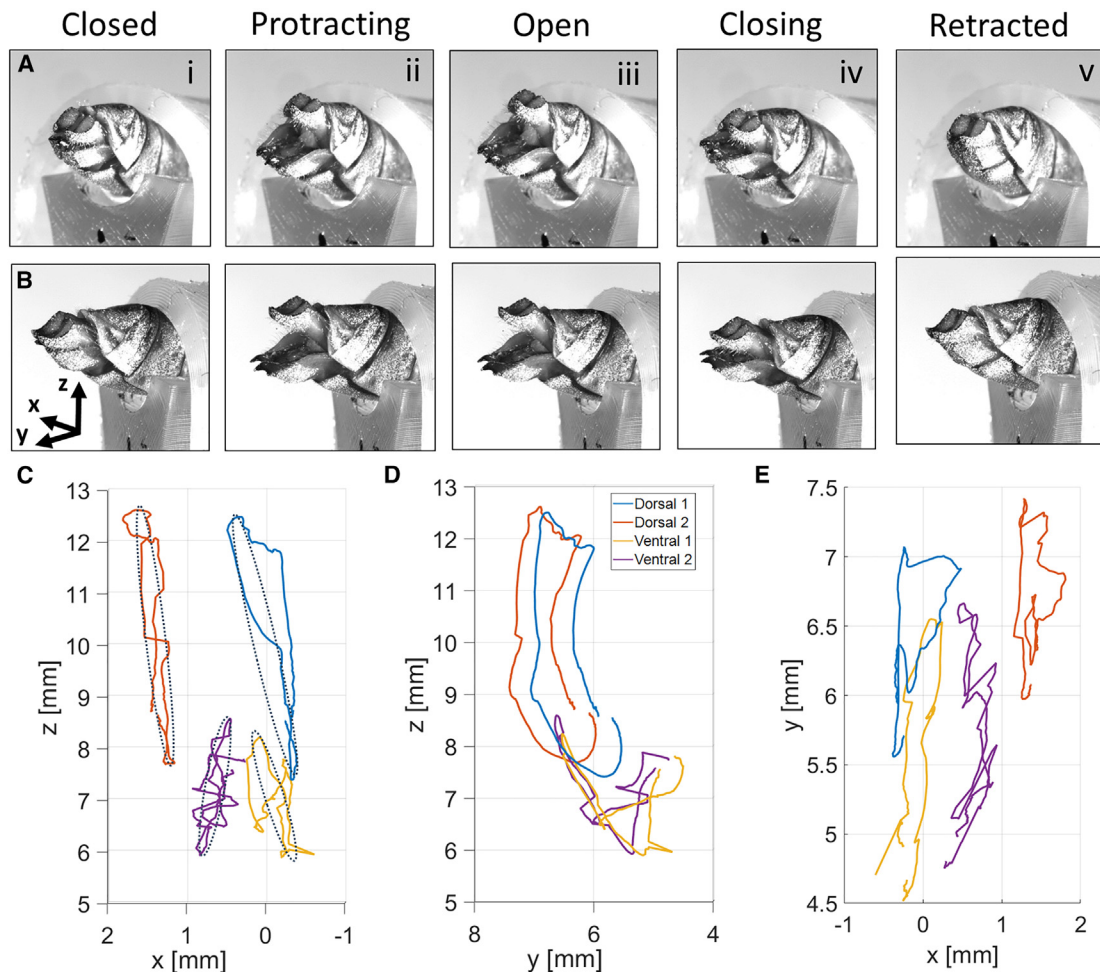 Closed Protracting Open Closing Retracted
A i ii iii iv v
B
z
x
y
C D E
13
12
11
10
9
8
7
6
5
2 1 0 -1
x [mm]
z [mm]
13
12
11
10
9
8
7
6
5
8 6 4
y [mm]
z [mm]
Dorsal 1
Dorsal 2
Ventral 1
Ventral 2
7.5
7
6.5
6
5.5
5
4.5
-1 0 1 2
x [mm]
y [mm]